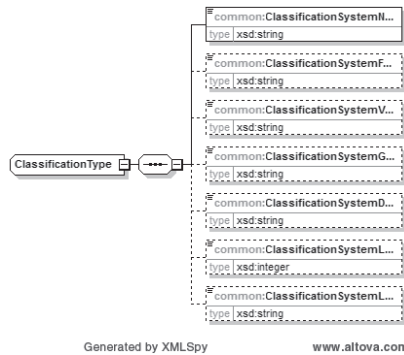 common:ClassificationSystemN...
type xsd:string
common:ClassificationSystemF...
type xsd:string
common:ClassificationSystemV...
type xsd:string
ClassificationType
common:ClassificationSystemG...
type xsd:string
common:ClassificationSystemD...
type xsd:string
common:ClassificationSystemL...
type xsd:integer
common:ClassificationSystemL...
type xsd:string
Generated by XMLSpy www.altova.com